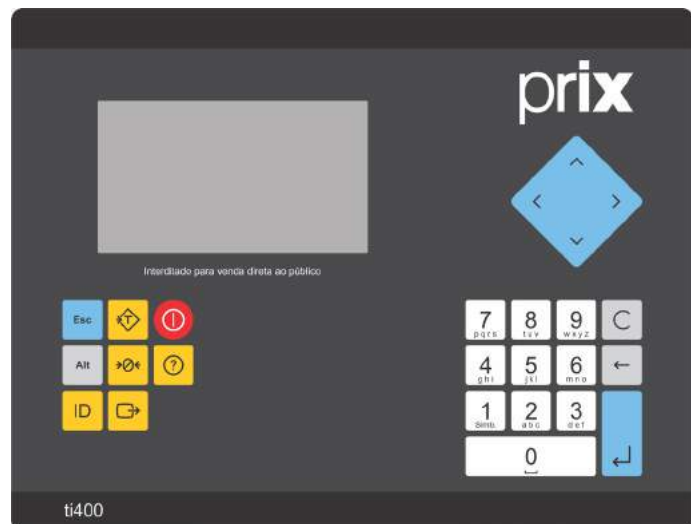 prix
Interditado para venda direta ao público
Esc
T
Alt
?
ID
7
pqrs
8
tuv
9
wxyz
C
4
ghi
5
jkl
6
mno
←
1
Simb.
2
abc
3
def
0
ti400